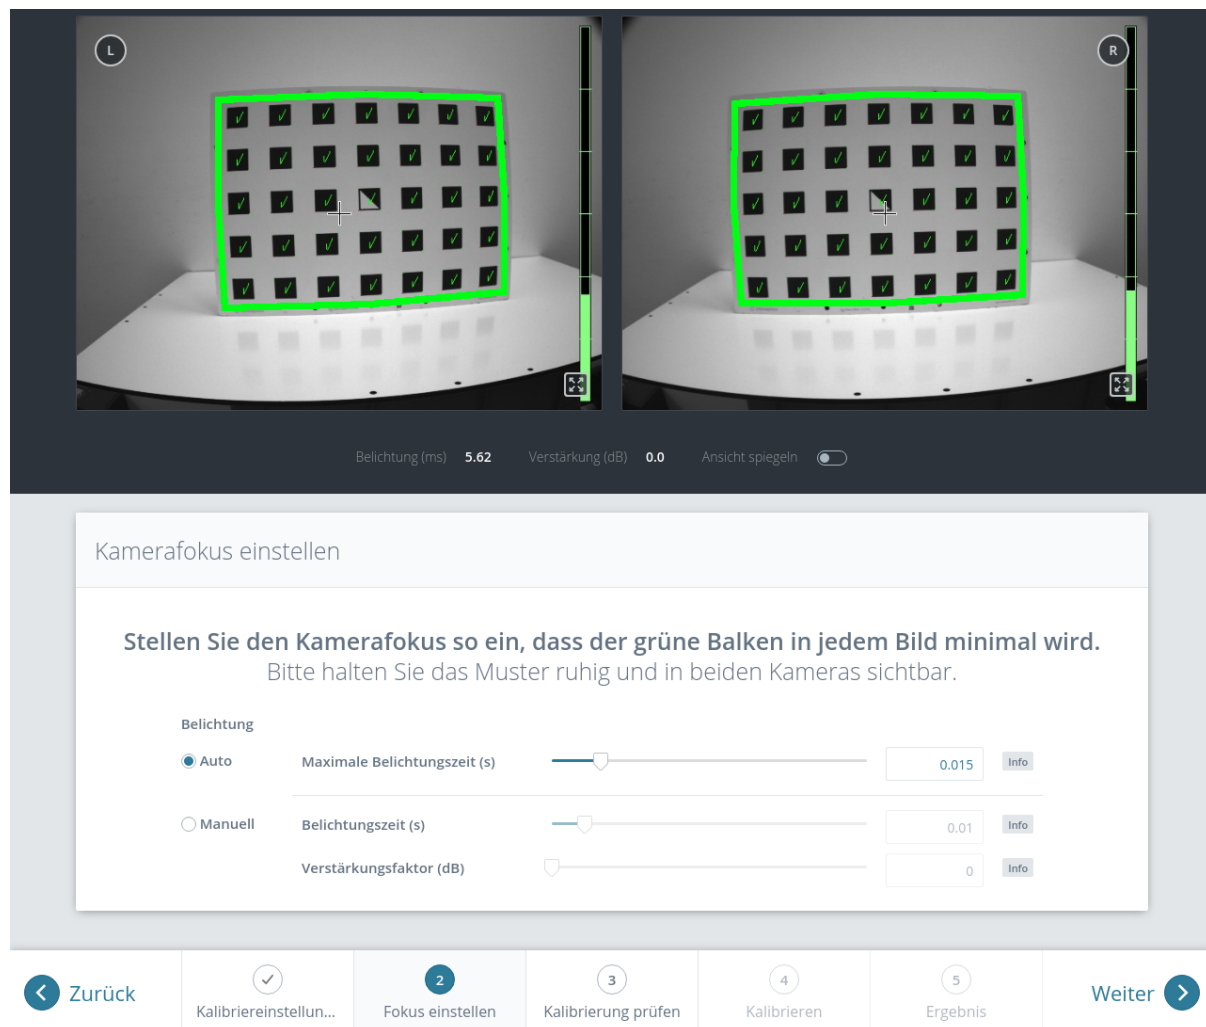 L
R
Belichtung (ms) 5.62 Verstärkung (dB) 0.0 Ansicht spiegeln
Kamerafokus einstellen
Stellen Sie den Kamerafokus so ein, dass der grüne Balken in jedem Bild minimal wird.
Bitte halten Sie das Muster ruhig und in beiden Kameras sichtbar.
Belichtung
Auto Maximale Belichtungszeit (s) 0.015 Info
Manuell Belichtungszeit (s) 0.01 Info
Verstärkungsfaktor (dB) 0 Info
Zurück
Kalibriereinstellun...
2
Fokus einstellen
3
Kalibrierung prüfen
4
Kalibrieren
5
Ergebnis
Weiter